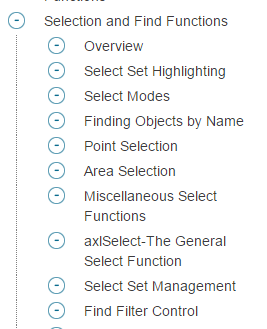 Functions
Selection and Find Functions
Overview
Select Set Highlighting
Select Modes
Finding Objects by Name
Point Selection
Area Selection
Miscellaneous Select
Functions
axlSelect-The General
Select Function
Select Set Management
Find Filter Control